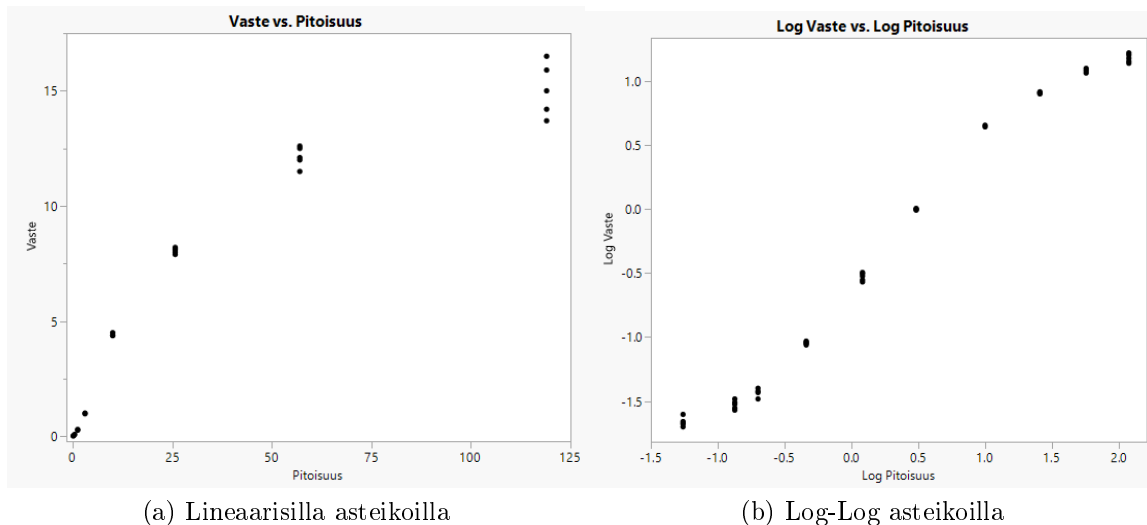 Vaste vs. Pitoisuus
15
10
5
0
Vaste
0 25 50 75 100 125
Pitoisuus
(a) Lineaarisilla asteikoilla
Log Vaste vs. Log Pitoisuus
1.0
0.5
0.0
-0.5
-1.0
-1.5
Log Vaste
-1.5 -1.0 -0.5 0.0 0.5 1.0 1.5 2.0
Log Pitoisuus
(b) Log-Log asteikoilla